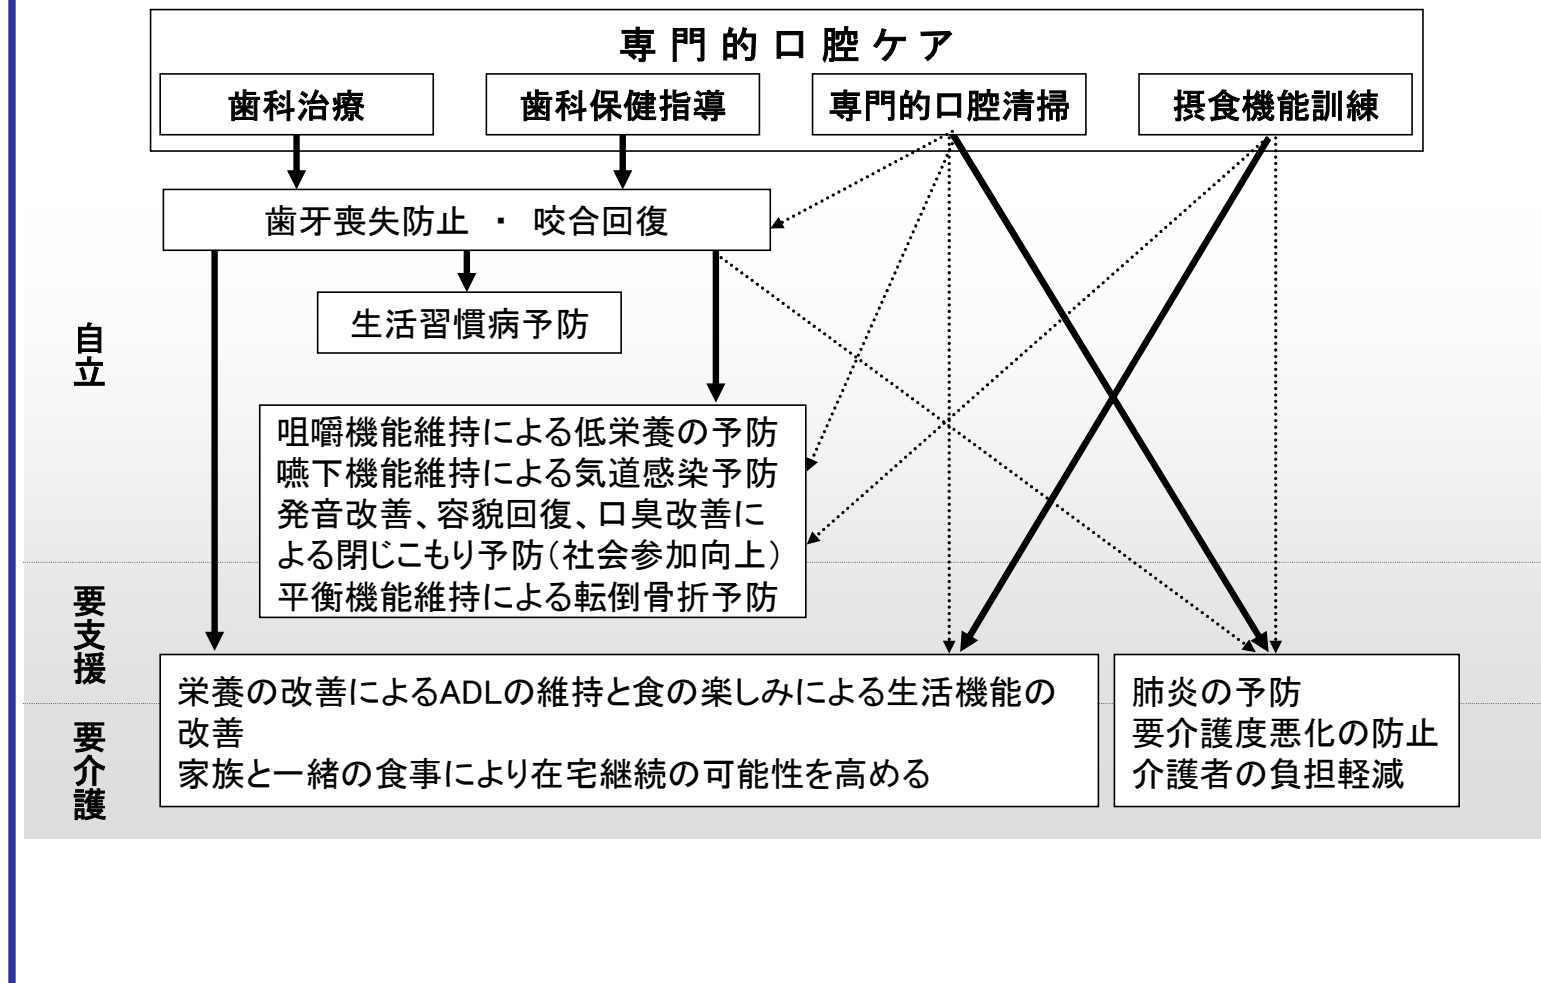 専門的口腔ケア
歯科治療
歯科保健指導
専門的口腔清掃
摂食機能訓練
歯牙喪失防止 ・ 咬合回復
生活習慣病予防
自立
咀嚼機能維持による低栄養の予防
嚥下機能維持による気道感染予防
発音改善、容貌回復、口臭改善に
よる閉じこもり予防(社会参加向上)
平衡機能維持による転倒骨折予防
要支援
栄養の改善によるADLの維持と食の楽しみによる生活機能の
改善
家族と一緒の食事により在宅継続の可能性を高める
肺炎の予防
要介護度悪化の防止
介護者の負担軽減
要介護